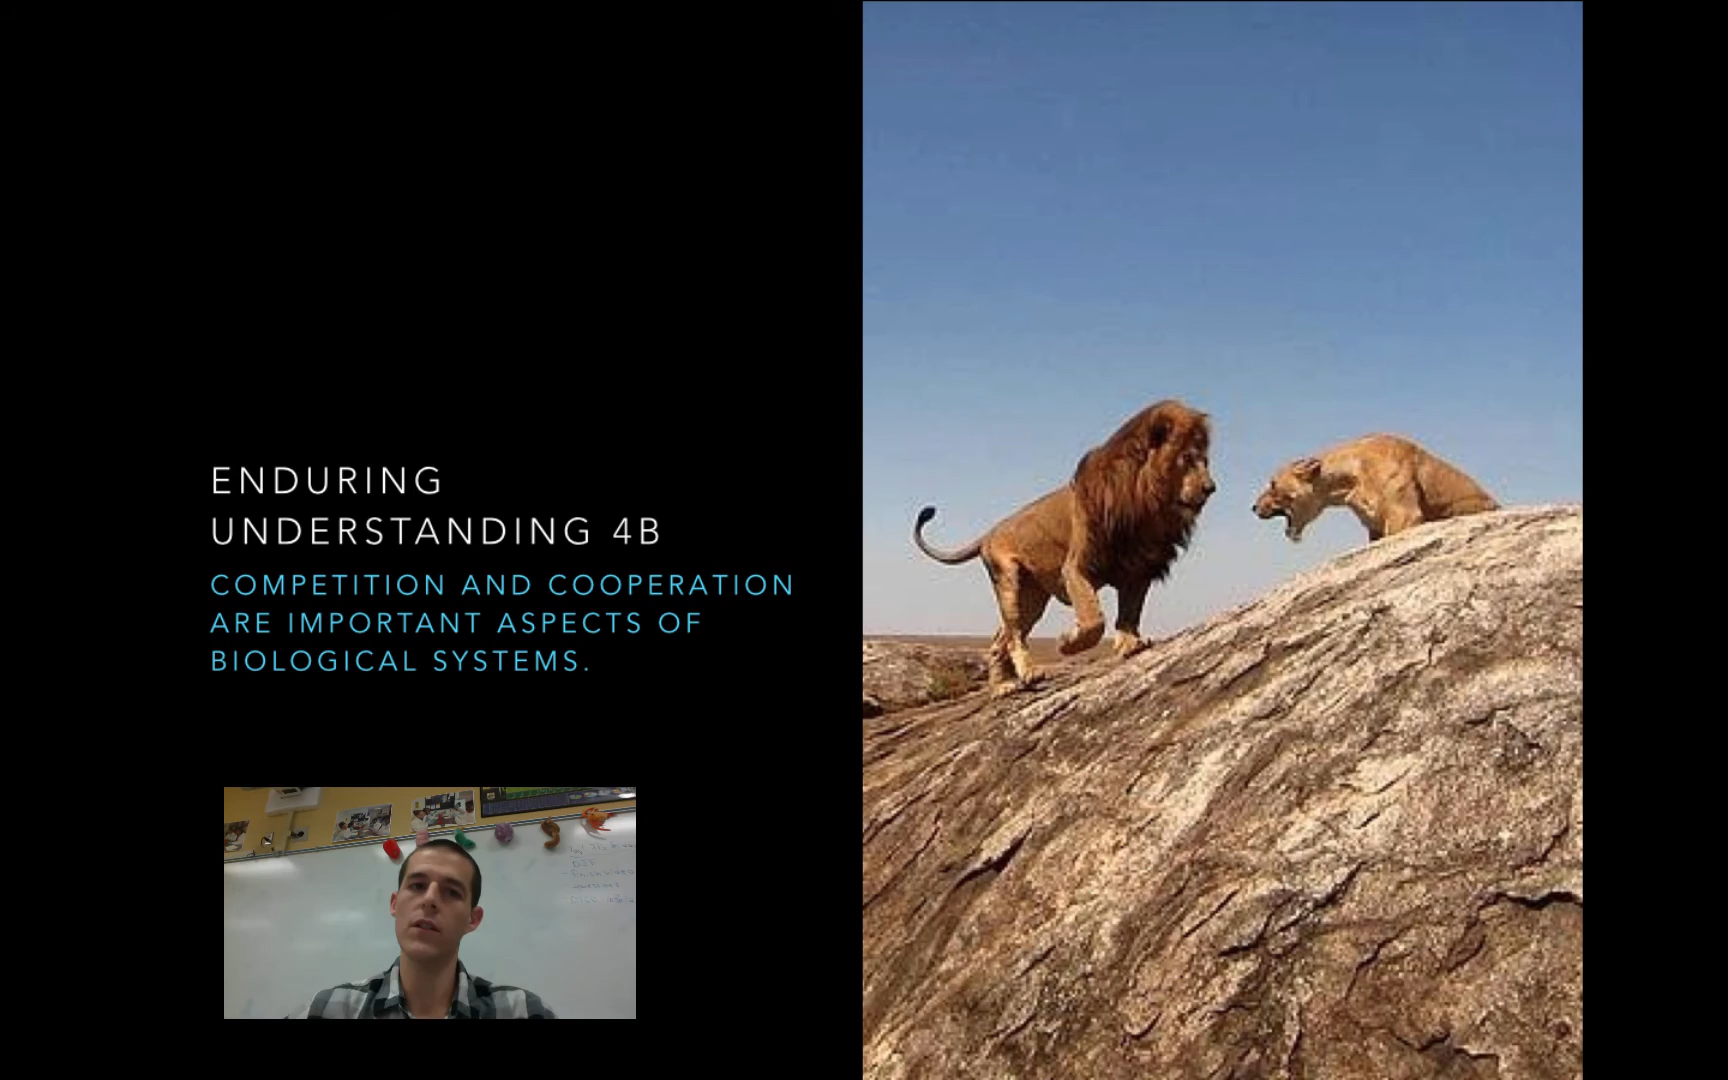 ENDURING
UNDERSTANDING 4B
COMPETITION AND COOPERATION
ARE IMPORTANT ASPECTS OF
BIOLOGICAL SYSTEMS.